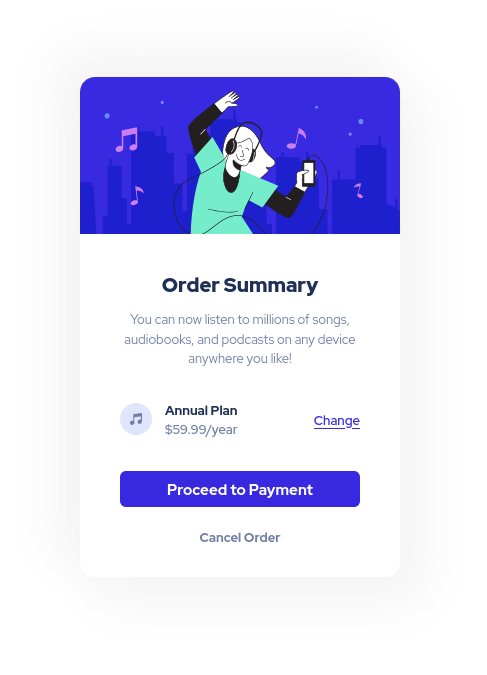 Order Summary
You can now listen to millions of songs,
audiobooks, and podcasts on any device
anywhere you like!
Annual Plan
$59.99/year
Change
Proceed to Payment
Cancel Order